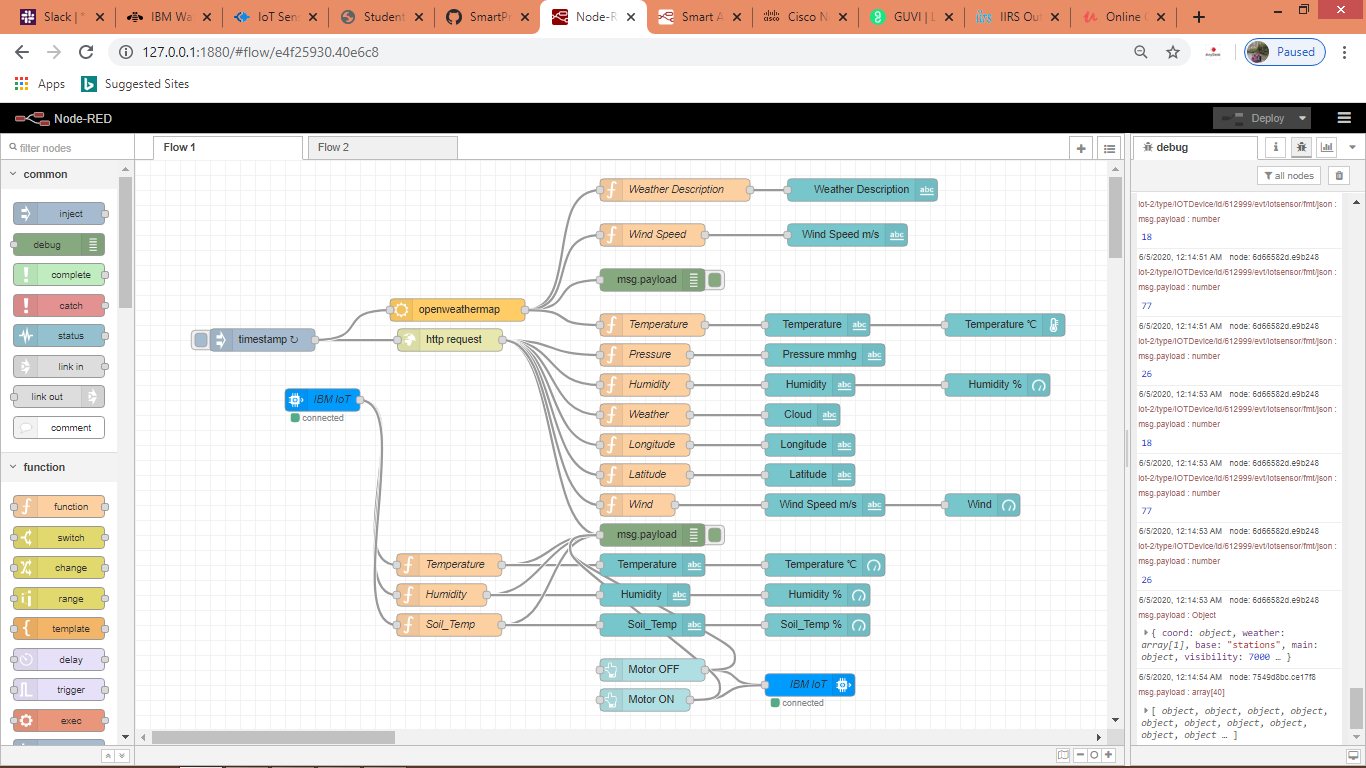 Slack | *
IBM Wa
IoT Sens
Student
SmartPr
Node-R
Smart A
Cisco N
GUVI | L
IIRS Out
Online C
127.0.0.1:1880/#flow/e4f25930.40e6c8
Paused
Apps
Suggested Sites
Node-RED
Deploy
filter nodes
Flow 1
Flow 2
debug
all nodes
common
inject
debug
complete
catch
status
link in
link out
comment
function
function
switch
change
range
template
delay
trigger
exec
Weather Description
Weather Description
abc
Wind Speed
Wind Speed m/s
abc
msg.payload
openweathermap
timestamp ↻
http request
Temperature
Temperature
abc
Temperature ℃
Pressure
Pressure mmhg
abc
Humidity
Humidity
abc
Humidity %
IBM IoT
connected
Weather
Cloud
abc
Longitude
Longitude
abc
Latitude
Latitude
abc
Wind
Wind Speed m/s
abc
Wind
msg.payload
Temperature
Temperature
abc
Temperature ℃
Humidity
Humidity
abc
Humidity %
Soil_Temp
Soil_Temp
abc
Soil_Temp %
Motor OFF
Motor ON
IBM IoT
connected
iot-2/type/IOTDevice/id/612999/evt/iotsensor/fmt/json :
msg.payload : number
18
6/5/2020, 12:14:51 AM node: 6d66582d.e9b248
iot-2/type/IOTDevice/id/612999/evt/iotsensor/fmt/json :
msg.payload : number
77
6/5/2020, 12:14:51 AM node: 6d66582d.e9b248
iot-2/type/IOTDevice/id/612999/evt/iotsensor/fmt/json :
msg.payload : number
26
6/5/2020, 12:14:53 AM node: 6d66582d.e9b248
iot-2/type/IOTDevice/id/612999/evt/iotsensor/fmt/json :
msg.payload : number
18
6/5/2020, 12:14:53 AM node: 6d66582d.e9b248
iot-2/type/IOTDevice/id/612999/evt/iotsensor/fmt/json :
msg.payload : number
77
6/5/2020, 12:14:53 AM node: 6d66582d.e9b248
iot-2/type/IOTDevice/id/612999/evt/iotsensor/fmt/json :
msg.payload : number
26
6/5/2020, 12:14:53 AM node: 6d66582d.e9b248
msg.payload : Object
{ coord: object, weather:
array[1], base: "stations", main:
object, visibility: 7000 … }
6/5/2020, 12:14:54 AM node: 7549d8bc.ce17f8
msg.payload : array[40]
[ object, object, object, object,
object, object, object, object,
object, object … ]